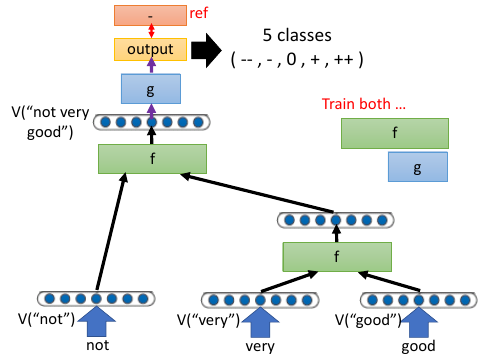 -
ref
output
5 classes
( -- , - , 0 , + , ++ )
g
V("not very
good")
Train both ...
f
f
g
f
V("not")
V("very")
V("good")
not
very
good